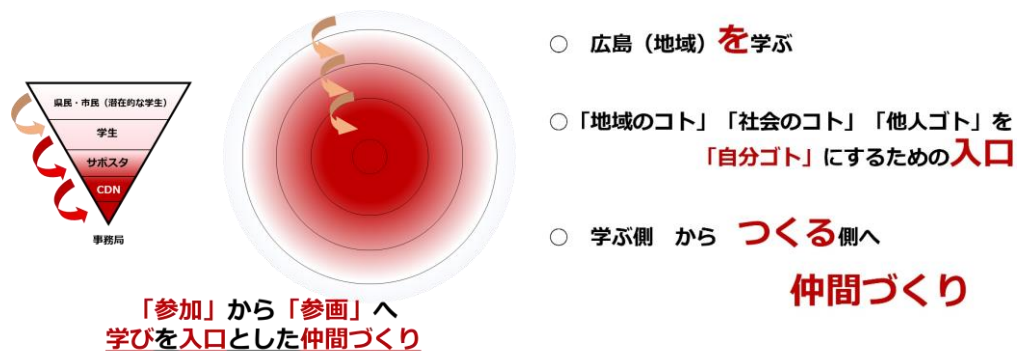 県民・市民（潜在的な学生）
学生
サポスタ
CDN
事務局
「参加」から「参画」へ
学びを入口とした仲間づくり
○　広島（地域）を学ぶ
○「地域のコト」「社会のコト」「他人ゴト」を
「自分ゴト」にするための入口
○　学ぶ側　から　つくる側へ
仲間づくり